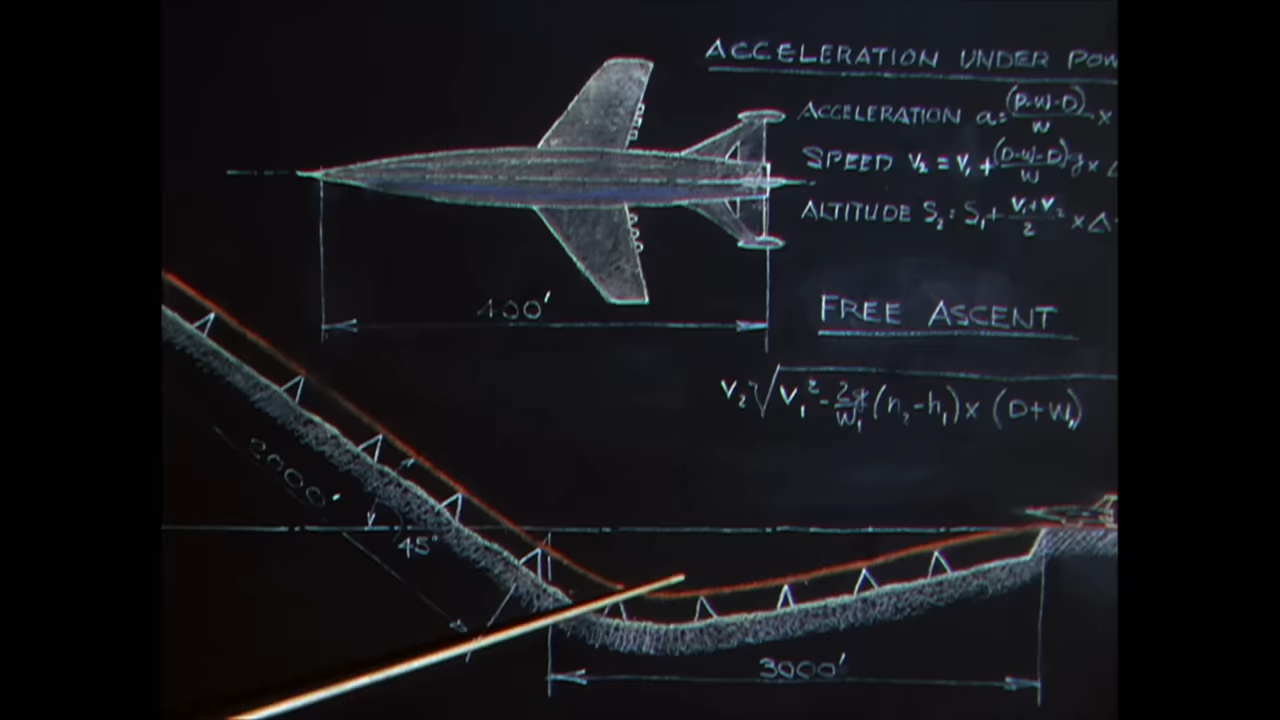 ACCELERATION UNDER POW
ACCELERATION a = (P-W-D)/W x
SPEED V₂ = V₁ + (D-W-D)/W g x Δ
ALTITUDE S₂ = S₁ + (V₁+V₂)/2 x Δ
400'
FREE ASCENT
V₂ √V₁² - 2g/W₁ (h₂-h₁) x (D+W₁)
2000'
45°
3000'